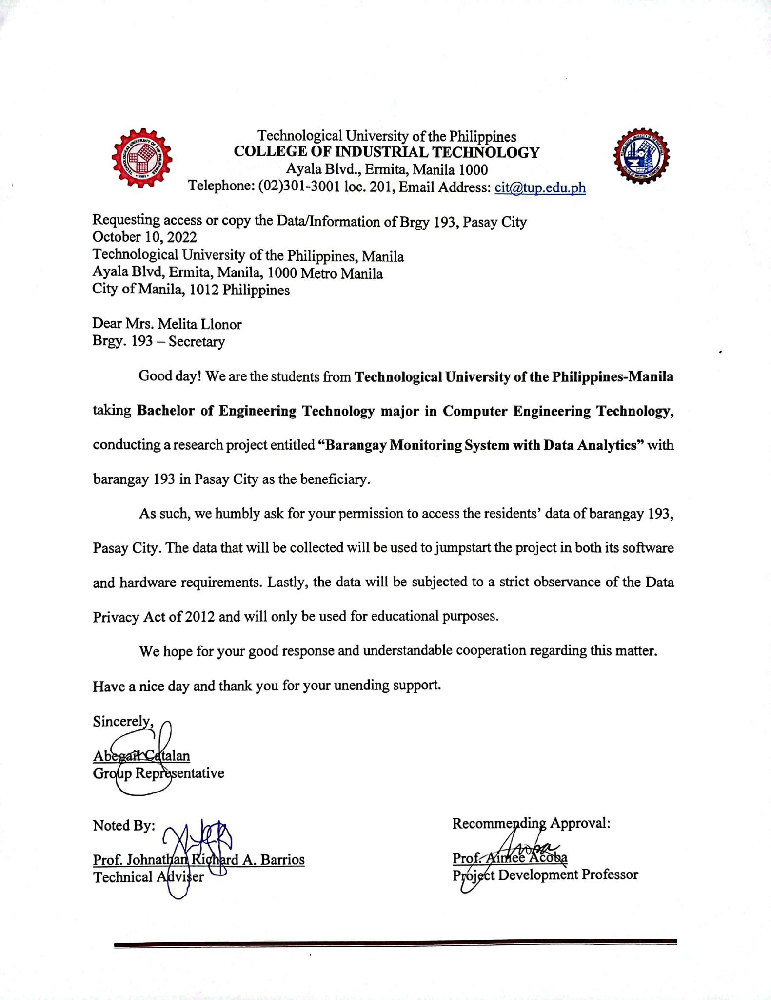 Technological University of the Philippines
COLLEGE OF INDUSTRIAL TECHNOLOGY
Ayala Blvd., Ermita, Manila 1000
Telephone: (02)301-3001 loc. 201, Email Address: cit@tup.edu.ph
TECHNOLOGICAL UNIVERSITY OF THE PHILIPPINES
1901
Requesting access or copy the Data/Information of Brgy 193, Pasay City
October 10, 2022
Technological University of the Philippines, Manila
Ayala Blvd, Ermita, Manila, 1000 Metro Manila
City of Manila, 1012 Philippines
Dear Mrs. Melita Llonor
Brgy. 193 – Secretary
Good day! We are the students from Technological University of the Philippines-Manila
taking Bachelor of Engineering Technology major in Computer Engineering Technology,
conducting a research project entitled “Barangay Monitoring System with Data Analytics” with
barangay 193 in Pasay City as the beneficiary.
As such, we humbly ask for your permission to access the residents’ data of barangay 193,
Pasay City. The data that will be collected will be used to jumpstart the project in both its software
and hardware requirements. Lastly, the data will be subjected to a strict observance of the Data
Privacy Act of 2012 and will only be used for educational purposes.
We hope for your good response and understandable cooperation regarding this matter.
Have a nice day and thank you for your unending support.
Sincerely,
Abegail Catalan
Group Representative
Noted By:
Prof. Johnathan Richard A. Barrios
Technical Adviser
Recommending Approval:
Prof. Aimee Acoba
Project Development Professor